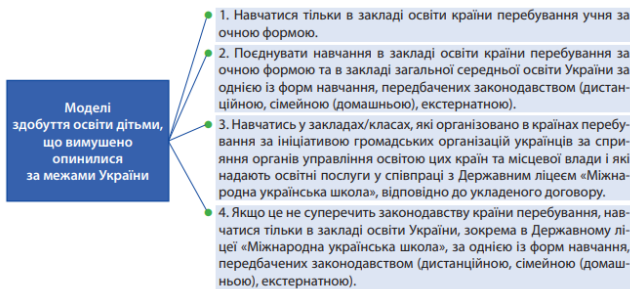 Моделі
здобуття освіти дітьми,
що вимушено
опинилися
за межами України
1. Навчатися тільки в закладі освіти країни перебування учня за
очною формою.
2. Поєднувати навчання в закладі освіти країни перебування за
очною формою та в закладі загальної середньої освіти України за
однією із форм навчання, передбачених законодавством (дистан-
ційною, сімейною (домашньою), екстернатною).
3. Навчатись у закладах/класах, які організовано в країнах перебу-
вання за ініціативою громадських організацій українців за спри-
яння органів управління освітою цих країн та місцевої влади і які
надають освітні послуги у співпраці з Державним ліцеєм «Міжна-
родна українська школа», відповідно до укладеного договору.
4. Якщо це не суперечить законодавству країни перебування, нав-
чатися тільки в закладі освіти України, зокрема в Державному лі-
цеї «Міжнародна українська школа», за однією із форм навчання,
передбачених законодавством (дистанційною, сімейною (домаш-
ньою), екстернатною).